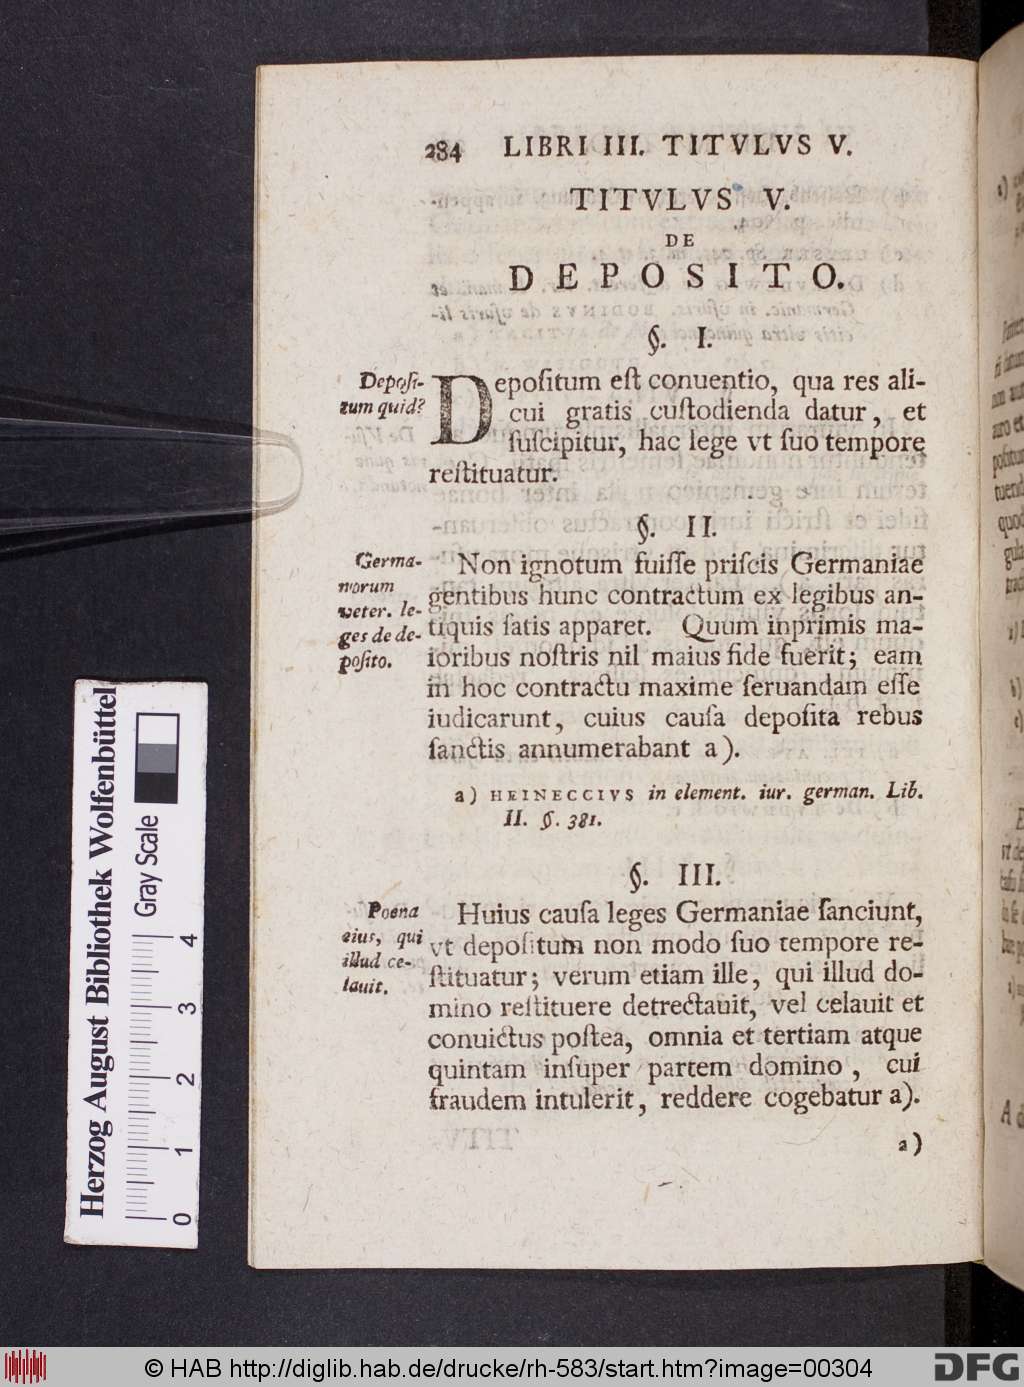 284 LIBRI III. TITVLVS V.
TITVLVS V.
DE
DEPOSITO.
§. I.
Depoſi-
tum quid?
Depoſitum eſt conuentio, qua res ali-
cui gratis cuſtodienda datur, et
ſuſcipitur, hac lege vt ſuo tempore
reſtituatur.
§. II.
Germa-
norum
veter. le-
ges de de-
poſito.
Non ignotum fuiſſe priſcis Germaniae
gentibus hunc contractum ex legibus an-
tiquis ſatis apparet. Quum inprimis ma-
ioribus noſtris nil maius fide fuerit; eam
in hoc contractu maxime ſeruandam eſſe
iudicarunt, cuius cauſa depoſita rebus
ſanctis annumerabant a).
a) HEINECCIVS in element. iur. german. Lib.
II. §. 381.
§. III.
Poena
eius, qui
illud ce-
lauit.
Huius cauſa leges Germaniae ſanciunt,
vt depoſitum non modo ſuo tempore re-
ſtituatur; verum etiam ille, qui illud do-
mino reſtituere detrectauit, vel celauit et
conuictus poſtea, omnia et tertiam atque
quintam inſuper partem domino, cui
fraudem intulerit, reddere cogebatur a).
a)
Herzog August Bibliothek Wolfenbüttel
Gray Scale
0 1 2 3 4
© HAB http://diglib.hab.de/drucke/rh-583/start.htm?image=00304
DFG